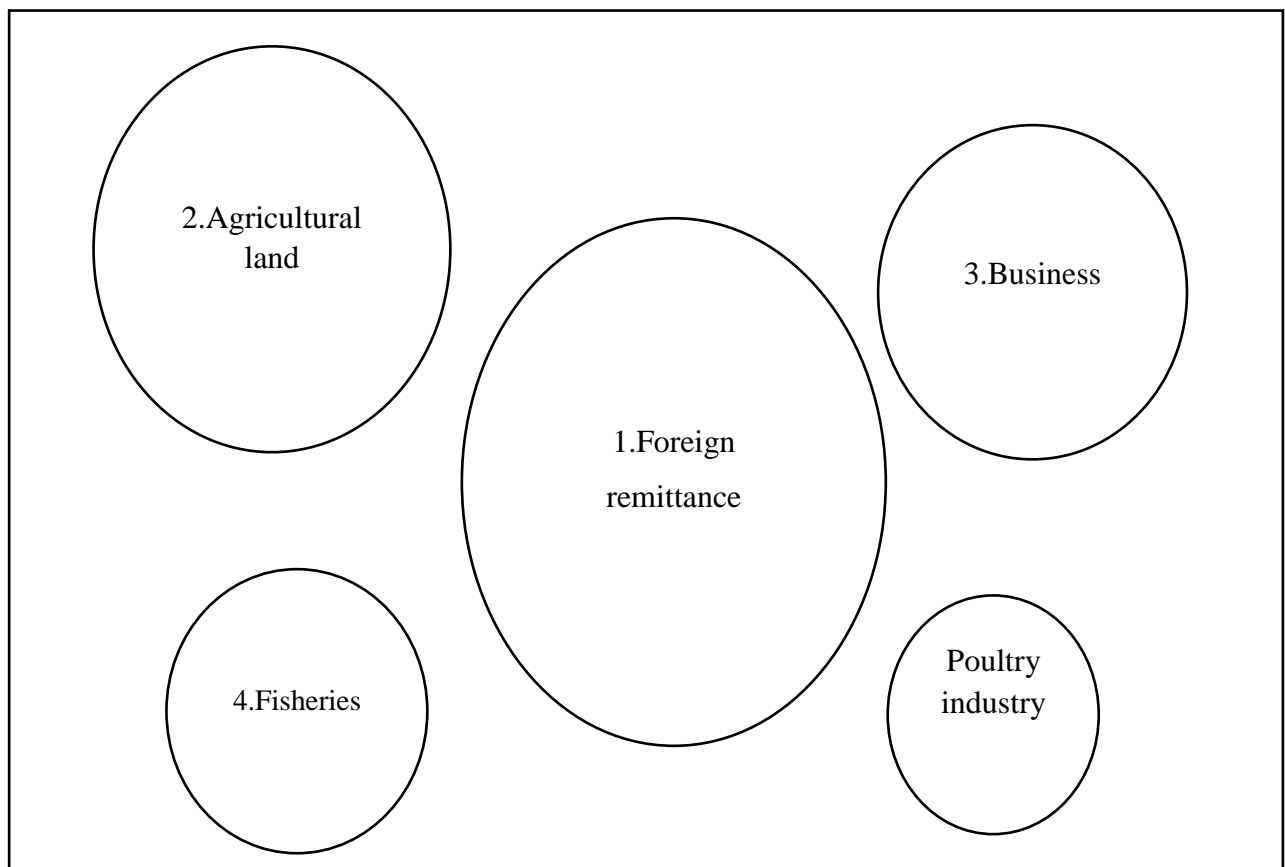 2.Agricultural
land
3.Business
1.Foreign
remittance
4.Fisheries
Poultry
industry